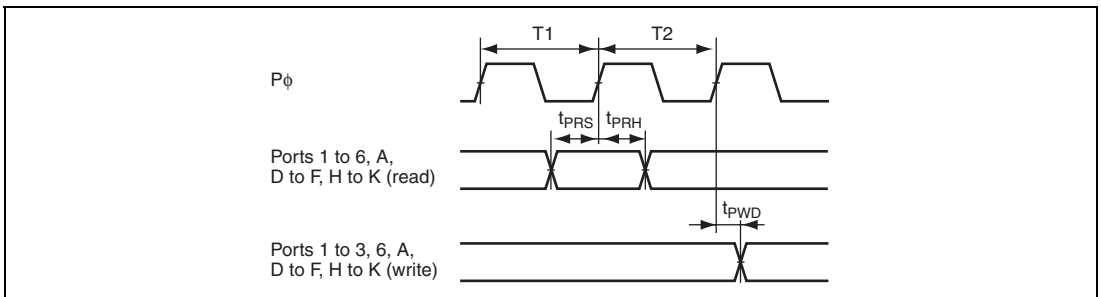 T1 T2
Pϕ
tPRS tPRH
Ports 1 to 6, A,
D to F, H to K (read)
tPWD
Ports 1 to 3, 6, A,
D to F, H to K (write)